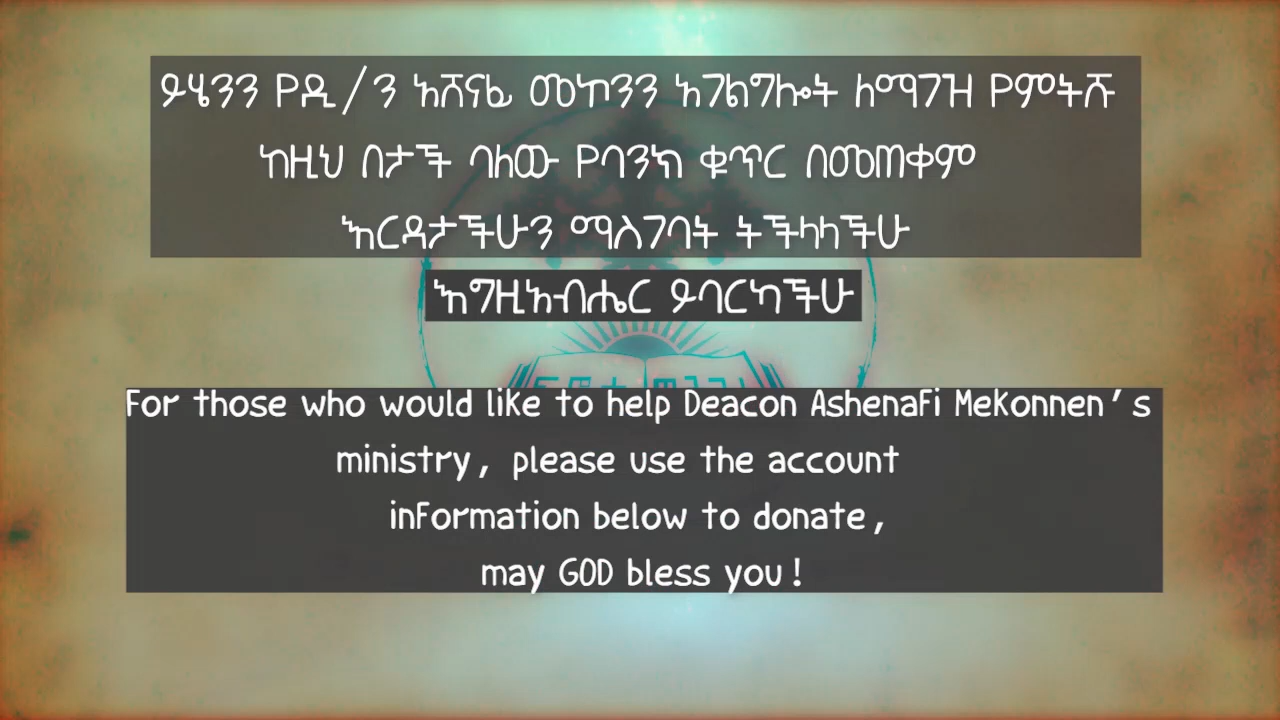 ይሄንን የዲ/ን አሸናፊ መኮንን አገልግሎት ለማገዝ የምትሹ
ከዚህ በታች ባለው የባንክ ቁጥር በመጠቀም
እርዳታችሁን ማስገባት ትችላላችሁ
እግዚአብሔር ይባርካችሁ
For those who would like to help Deacon Ashenafi Mekonnen's
ministry, please use the account
information below to donate,
may GOD bless you!